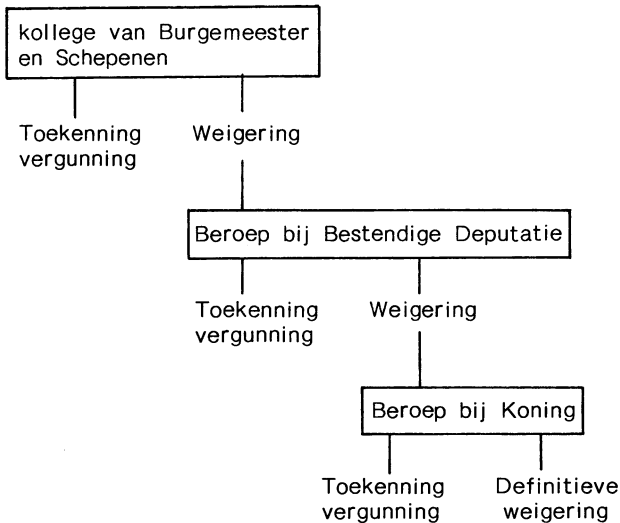 kollege van Burgemeester
en Schepenen
Toekenning
vergunning
Weigering
Beroep bij Bestendige Deputatie
Toekenning
vergunning
Weigering
Beroep bij Koning
Toekenning
vergunning
Definitieve
weigering